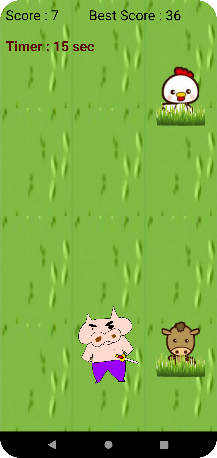 Score : 7 Best Score : 36
Timer : 15 sec